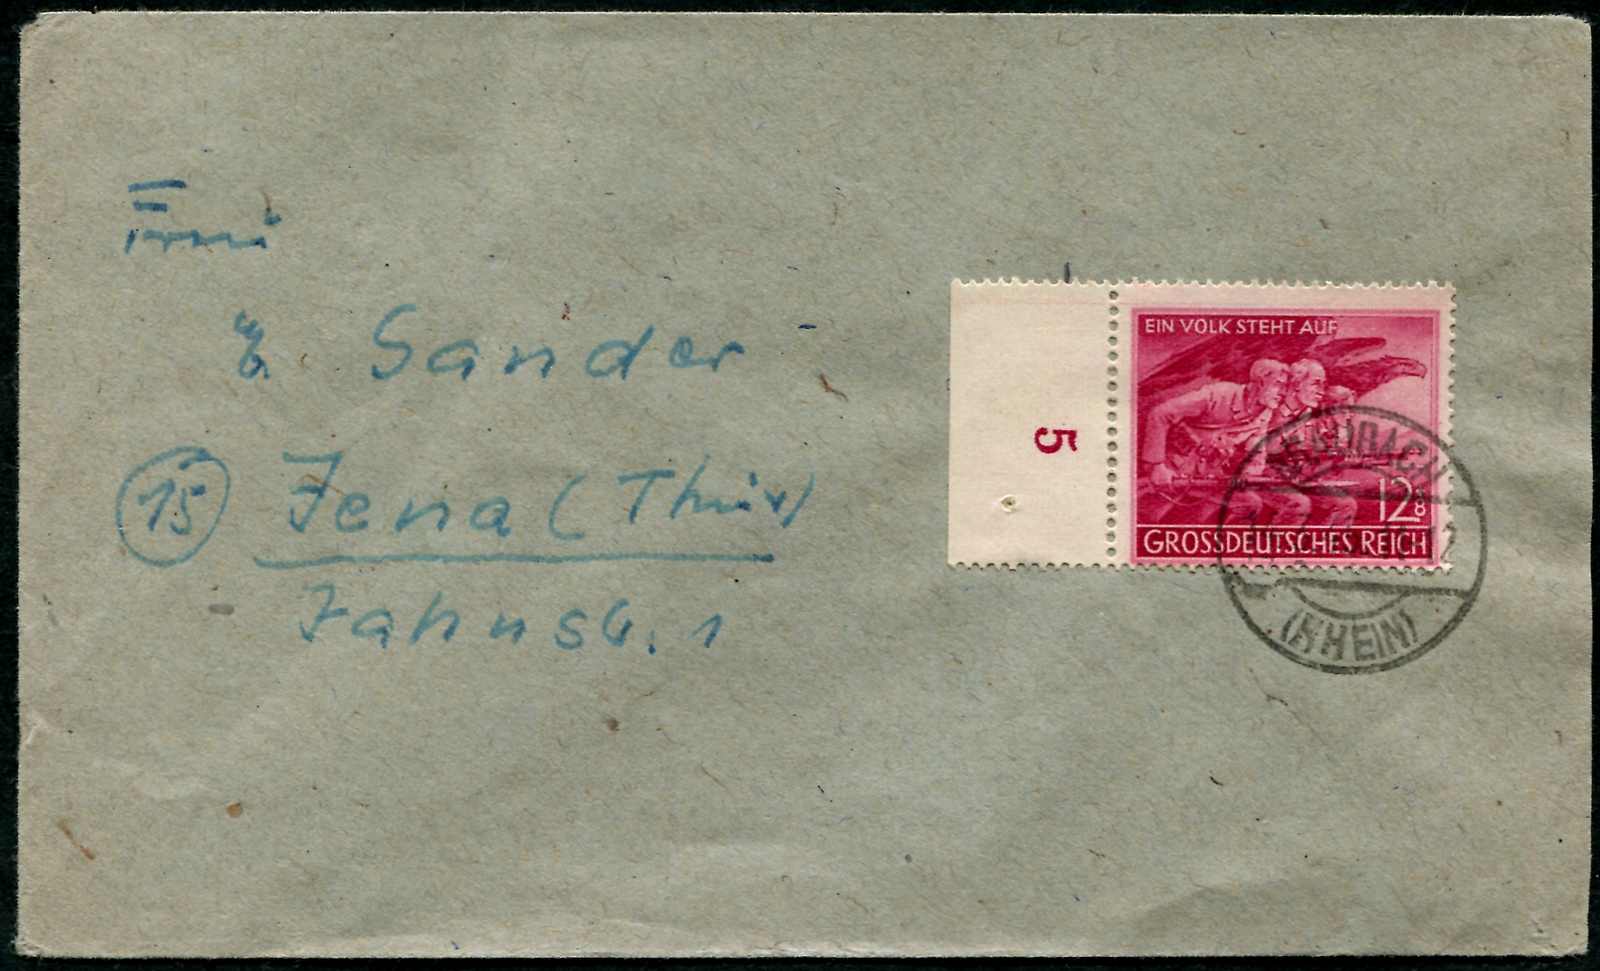 Frau
E Sander
15 Jena (Thür)
Jahnstr. 1
5
EIN VOLK STEHT AUF
12+8
GROSSDEUTSCHES REICH
(RHEIN)